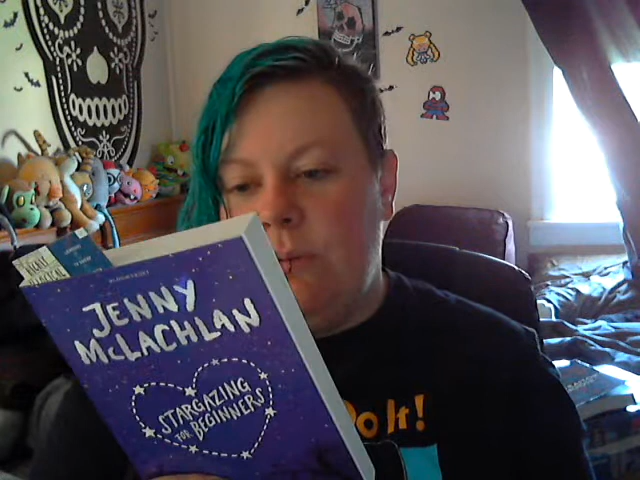 JENNY
McLACHLAN
STARGAZING
FOR BEGINNERS
Do It!